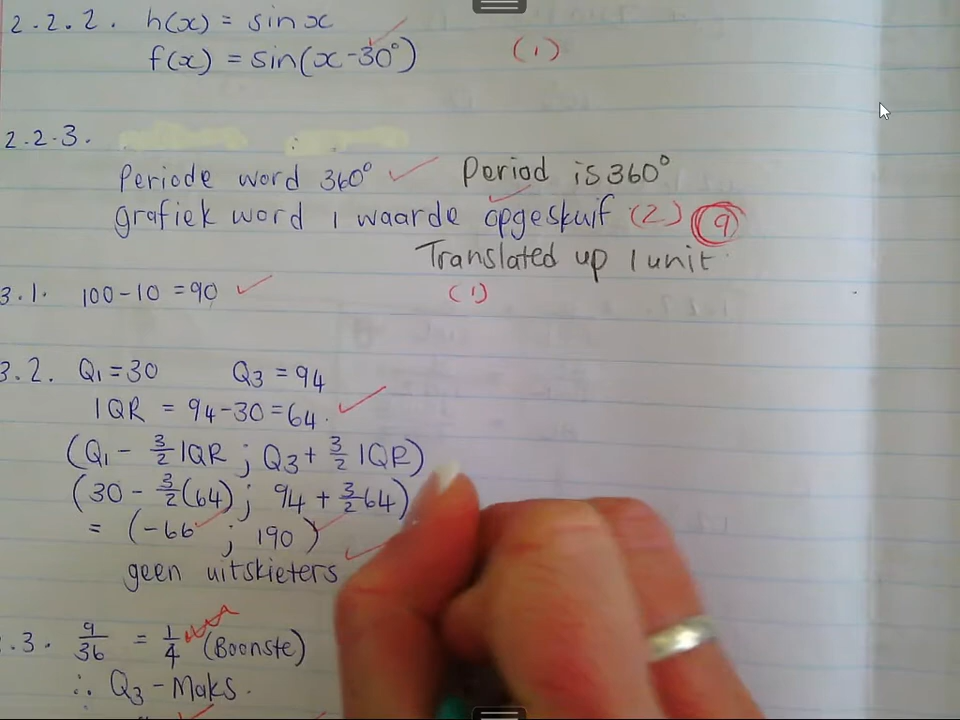 2.2.2. h(x) = sin x
f(x) = sin(x-30°) (1)
2.2.3.
Periode word 360° Period is 360°
grafiek word 1 waarde opgeskuif (2) 9
Translated up 1 unit
3.1. 100-10 = 90 (1)
3.2. Q1 = 30 Q3 = 94
IQR = 94-30 = 64.
(Q1 - 3/2 IQR ; Q3 + 3/2 IQR)
(30 - 3/2(64) ; 94 + 3/2 64)
= (-66 ; 190)
geen uitskieters
.3. 9/36 = 1/4 (Boonste)
∴ Q3 - Maks.